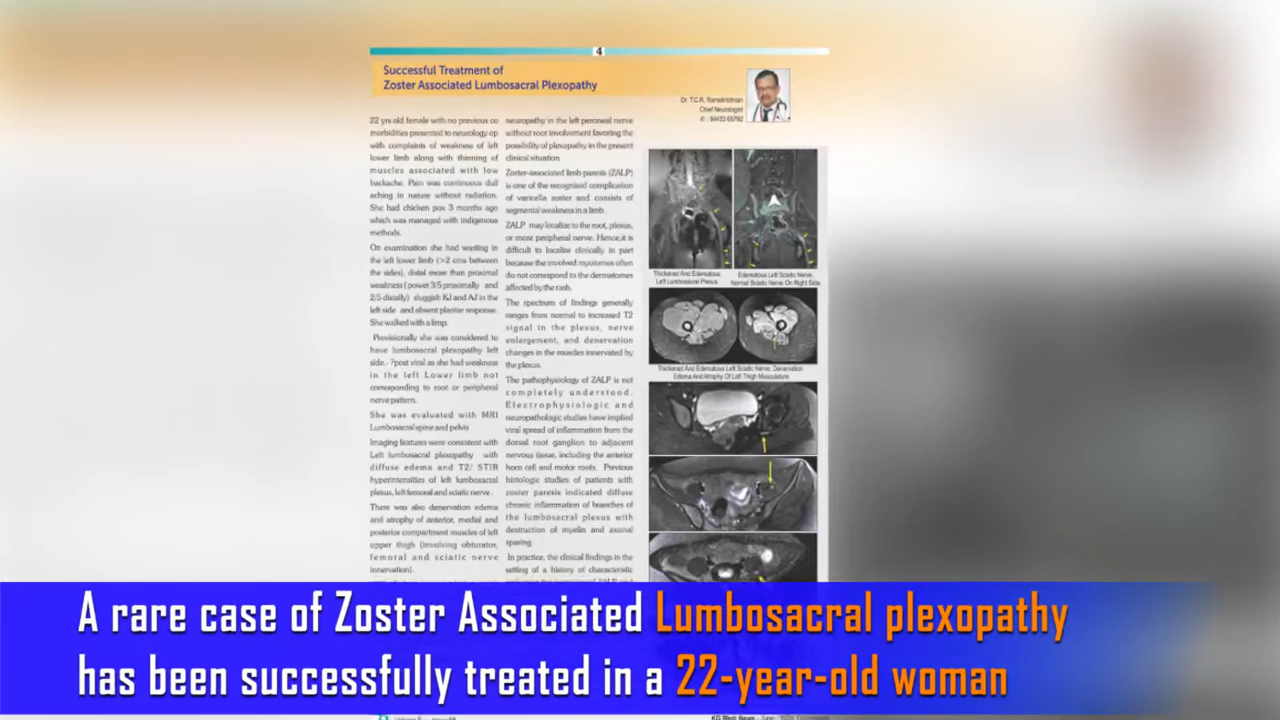 4
Successful Treatment of
Zoster Associated Lumbosacral Plexopathy
Dr. T.C.R. Ramakrishnan
Chief Neurologist
22 yrs old female with no previous co
morbidities presented to neurology op
with complaints of weakness of left
lower limb along with thinning of
muscles associated with low
backache. Pain was continuous dull
aching in nature without radiation.
She had chicken pox 3 months ago
which was managed with indigenous
methods.
On examination she had wasting in
the left lower limb (>2 cms between
the sides), distal more than proximal
weakness ( power 3/5 proximally and
2/5 distally) sluggish KJ and AJ in the
left side and absent plantar response.
She walked with a limp.
Provisionally she was considered to
have lumbosacral plexopathy left
side.- ?post viral as she had weakness
in the left Lower limb not
corresponding to root or peripheral
nerve pattern.
She was evaluated with MRI
Lumbosacral spine and pelvis
Imaging features were consistent with
Left lumbosacral plexopathy with
diffuse edema and T2/ STIR
hyperintensities of left lumbosacral
plexus, left femoral and sciatic nerve.
There was also denervation edema
and atrophy of anterior, medial and
posterior compartment muscles of left
upper thigh (involving obturator,
femoral and sciatic nerve
innervation).
neuropathy in the left peroneal nerve
without root involvement favoring the
possibility of plexopathy in the present
clinical situation
Zoster-associated limb paresis (ZALP)
is one of the recognized complication
of varicella zoster and consists of
segmental weakness in a limb.
ZALP may localize to the root, plexus,
or more peripheral nerve. Hence,it is
difficult to localize clinically in part
because the involved myotomes often
do not correspond to the dermatomes
affected by the rash.
The spectrum of findings generally
ranges from normal to increased T2
signal in the plexus, nerve
enlargement, and denervation
changes in the muscles innervated by
the plexus.
The pathophysiology of ZALP is not
completely understood.
Electrophysiologic and
neuropathologic studies have implied
viral spread of inflammation from the
dorsal root ganglion to adjacent
nervous tissue, including the anterior
horn cell and motor roots. Previous
histologic studies of patients with
zoster paresis indicated diffuse
chronic inflammation of branches of
the lumbosacral plexus with
destruction of myelin and axonal
sparing.
In practice, the clinical findings in the
setting of a history of characteristic
Thickened And Edematous
Left Lumbosacral Plexus
Edematous Left Sciatic Nerve,
Normal Sciatic Nerve On Right Side.
Thickened And Edematous Left Sciatic Nerve, Denervation
Edema And Atrophy Of Left Thigh Musculature
A rare case of Zoster Associated Lumbosacral plexopathy
has been successfully treated in a 22-year-old woman